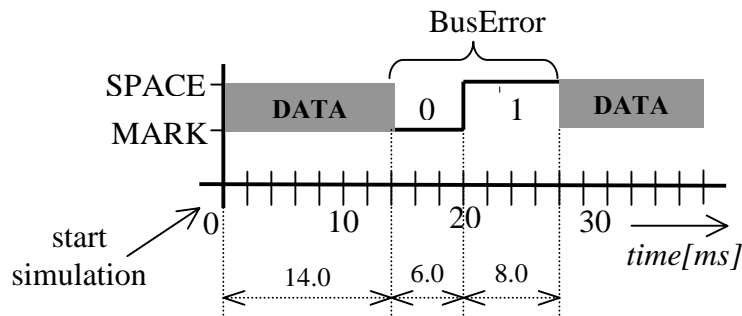 BusError
SPACE
DATA
0
1
DATA
MARK
0
10
20
30
time[ms]
start
simulation
14.0
6.0
8.0